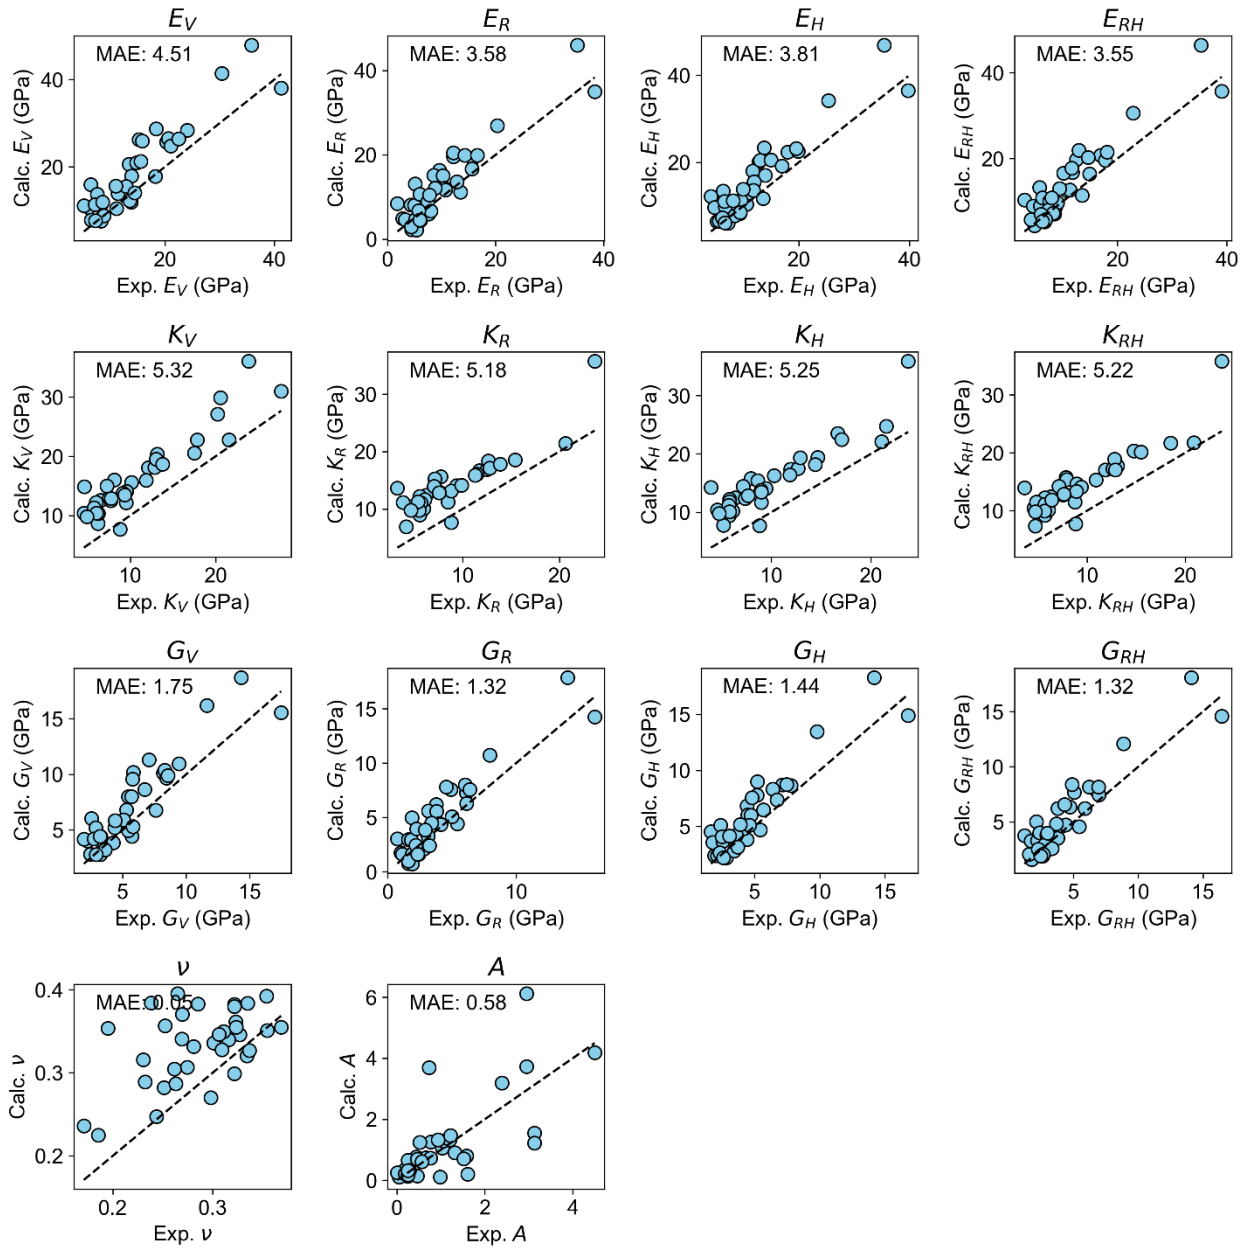 E_V
MAE: 4.51
Calc. E_V (GPa)
40
20
20
40
Exp. E_V (GPa)
E_R
MAE: 3.58
Calc. E_R (GPa)
40
20
0
0
20
40
Exp. E_R (GPa)
E_H
MAE: 3.81
Calc. E_H (GPa)
40
20
20
40
Exp. E_H (GPa)
E_RH
MAE: 3.55
Calc. E_RH (GPa)
40
20
20
40
Exp. E_RH (GPa)
K_V
MAE: 5.32
Calc. K_V (GPa)
30
20
10
10
20
Exp. K_V (GPa)
K_R
MAE: 5.18
Calc. K_R (GPa)
30
20
10
10
20
Exp. K_R (GPa)
K_H
MAE: 5.25
Calc. K_H (GPa)
30
20
10
10
20
Exp. K_H (GPa)
K_RH
MAE: 5.22
Calc. K_RH (GPa)
30
20
10
10
20
Exp. K_RH (GPa)
G_V
MAE: 1.75
Calc. G_V (GPa)
15
10
5
5
10
15
Exp. G_V (GPa)
G_R
MAE: 1.32
Calc. G_R (GPa)
15
10
5
0
0
10
Exp. G_R (GPa)
G_H
MAE: 1.44
Calc. G_H (GPa)
15
10
5
5
10
15
Exp. G_H (GPa)
G_RH
MAE: 1.32
Calc. G_RH (GPa)
15
10
5
5
10
15
Exp. G_RH (GPa)
ν
MAE: 0.05
Calc. ν
0.4
0.3
0.2
0.2
0.3
Exp. ν
A
MAE: 0.58
Calc. A
6
4
2
0
0
2
4
Exp. A